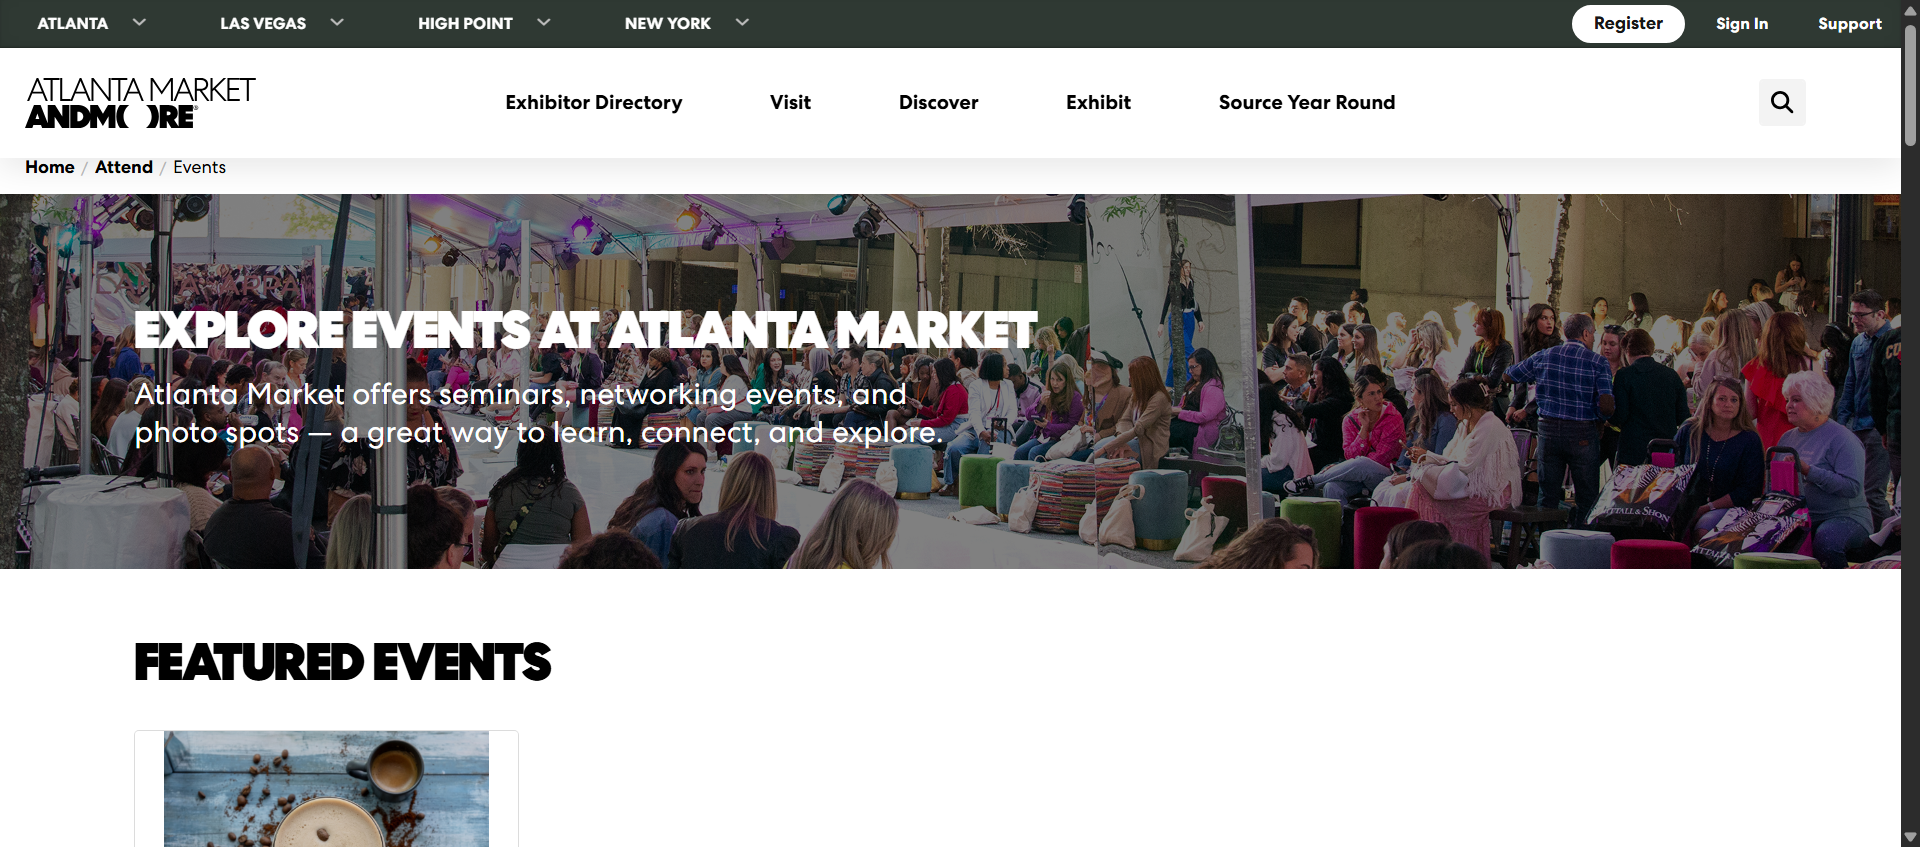 ATLANTA
LAS VEGAS
HIGH POINT
NEW YORK
Register
Sign In
Support
ATLANTA MARKET
ANDMORE®
Exhibitor Directory
Visit
Discover
Exhibit
Source Year Round
Home / Attend / Events
EXPLORE EVENTS AT ATLANTA MARKET
Atlanta Market offers seminars, networking events, and
photo spots — a great way to learn, connect, and explore.
FEATURED EVENTS